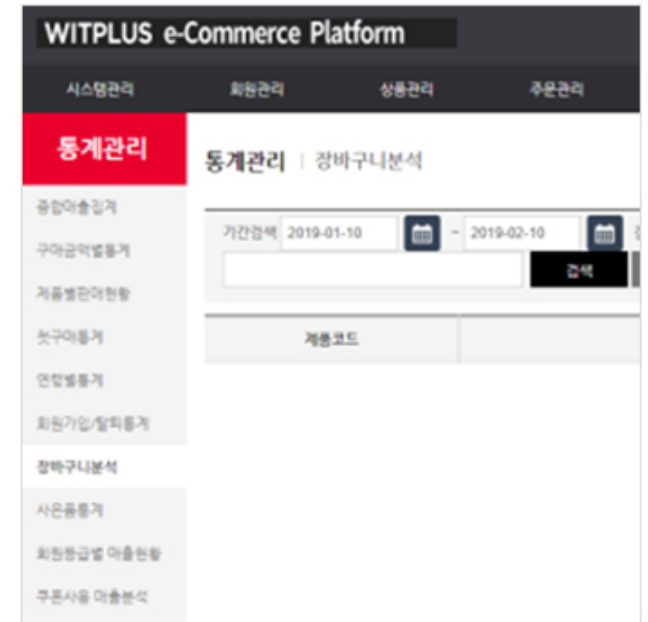 WITPLUS e-Commerce Platform
시스템관리 회원관리 상품관리 주문관리
통계관리
통계관리 | 장바구니분석
기간검색 2019-01-10 ~ 2019-02-10
검색
제품코드
종합매출집계
구매금액별통계
제품별판매현황
첫구매통계
연령별통계
회원가입/탈퇴통계
장바구니분석
사은품통계
회원등급별 매출현황
쿠폰사용 매출분석